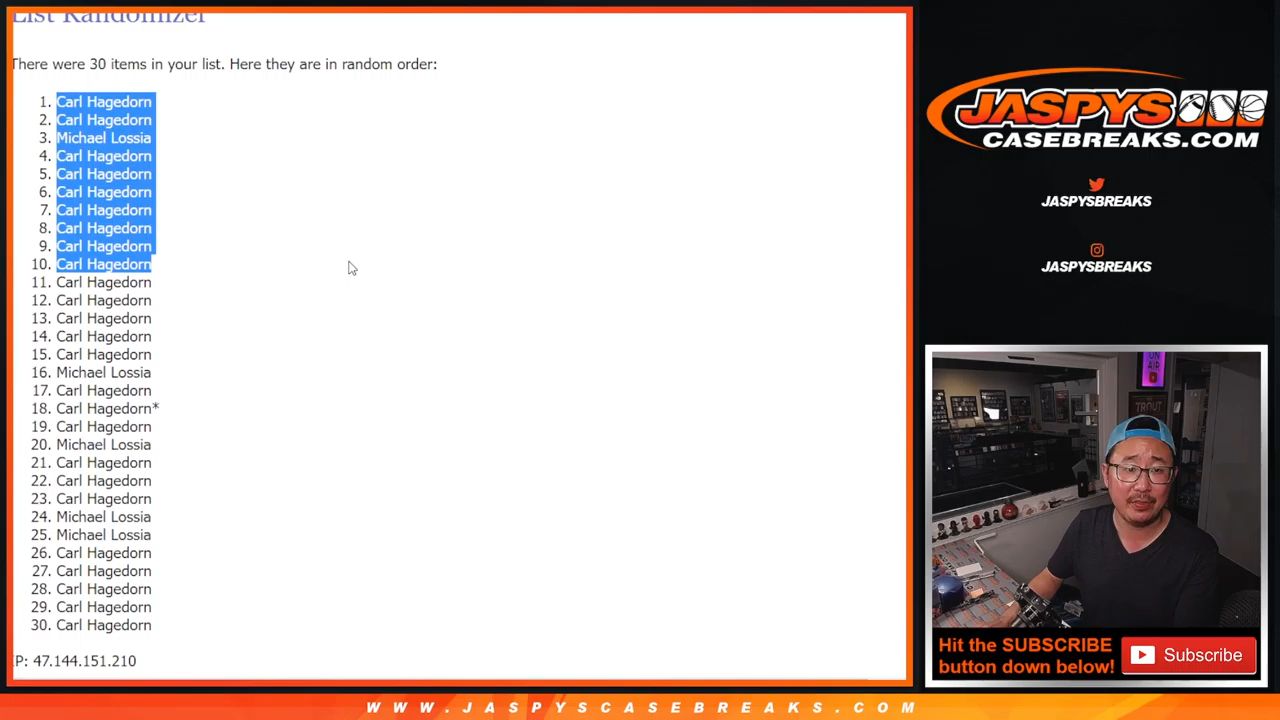 List Randomizer
There were 30 items in your list. Here they are in random order:
1. Carl Hagedorn
2. Carl Hagedorn
3. Michael Lossia
4. Carl Hagedorn
5. Carl Hagedorn
6. Carl Hagedorn
7. Carl Hagedorn
8. Carl Hagedorn
9. Carl Hagedorn
10. Carl Hagedorn
11. Carl Hagedorn
12. Carl Hagedorn
13. Carl Hagedorn
14. Carl Hagedorn
15. Carl Hagedorn
16. Michael Lossia
17. Carl Hagedorn
18. Carl Hagedorn*
19. Carl Hagedorn
20. Michael Lossia
21. Carl Hagedorn
22. Carl Hagedorn
23. Carl Hagedorn
24. Michael Lossia
25. Michael Lossia
26. Carl Hagedorn
27. Carl Hagedorn
28. Carl Hagedorn
29. Carl Hagedorn
30. Carl Hagedorn
IP: 47.144.151.210
JASPYS
CASEBREAKS.COM
JASPYSBREAKS
JASPYSBREAKS
ON
AIR
TROUT
Hit the SUBSCRIBE
button down below!
Subscribe
WWW.JASPYSCASEBREAKS.COM